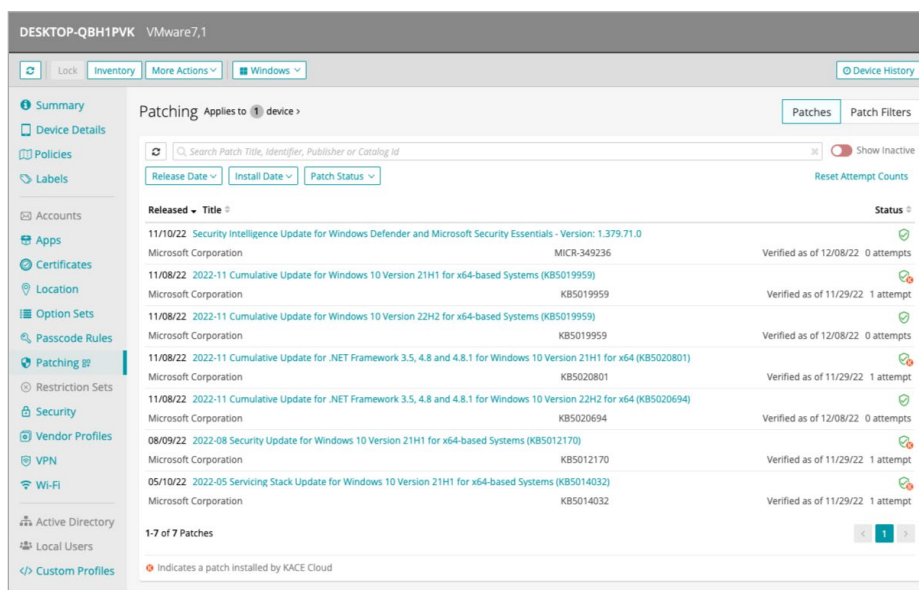 DESKTOP-QBH1PVK VMware7,1
Lock Inventory More Actions Windows Device History
Summary
Device Details
Policies
Labels
Accounts
Apps
Certificates
Location
Option Sets
Passcode Rules
Patching
Restriction Sets
Security
Vendor Profiles
VPN
Wi-Fi
Active Directory
Local Users
</> Custom Profiles
Patching Applies to 1 device >
Patches Patch Filters
Search Patch Title, Identifier, Publisher or Catalog Id
Show Inactive
Release Date Install Date Patch Status
Reset Attempt Counts
Released Title Status
11/10/22 Security Intelligence Update for Windows Defender and Microsoft Security Essentials - Version: 1.379.71.0
Microsoft Corporation MICR-349236 Verified as of 12/08/22 0 attempts
11/08/22 2022-11 Cumulative Update for Windows 10 Version 21H1 for x64-based Systems (KB5019959)
Microsoft Corporation KB5019959 Verified as of 11/29/22 1 attempt
11/08/22 2022-11 Cumulative Update for Windows 10 Version 22H2 for x64-based Systems (KB5019959)
Microsoft Corporation KB5019959 Verified as of 12/08/22 0 attempts
11/08/22 2022-11 Cumulative Update for .NET Framework 3.5, 4.8 and 4.8.1 for Windows 10 Version 21H1 for x64 (KB5020801)
Microsoft Corporation KB5020801 Verified as of 11/29/22 1 attempt
11/08/22 2022-11 Cumulative Update for .NET Framework 3.5, 4.8 and 4.8.1 for Windows 10 Version 22H2 for x64 (KB5020694)
Microsoft Corporation KB5020694 Verified as of 12/08/22 0 attempts
08/09/22 2022-08 Security Update for Windows 10 Version 21H1 for x64-based Systems (KB5012170)
Microsoft Corporation KB5012170 Verified as of 11/29/22 1 attempt
05/10/22 2022-05 Servicing Stack Update for Windows 10 Version 21H1 for x64-based Systems (KB5014032)
Microsoft Corporation KB5014032 Verified as of 11/29/22 1 attempt
1-7 of 7 Patches < 1 >
Indicates a patch installed by KACE Cloud